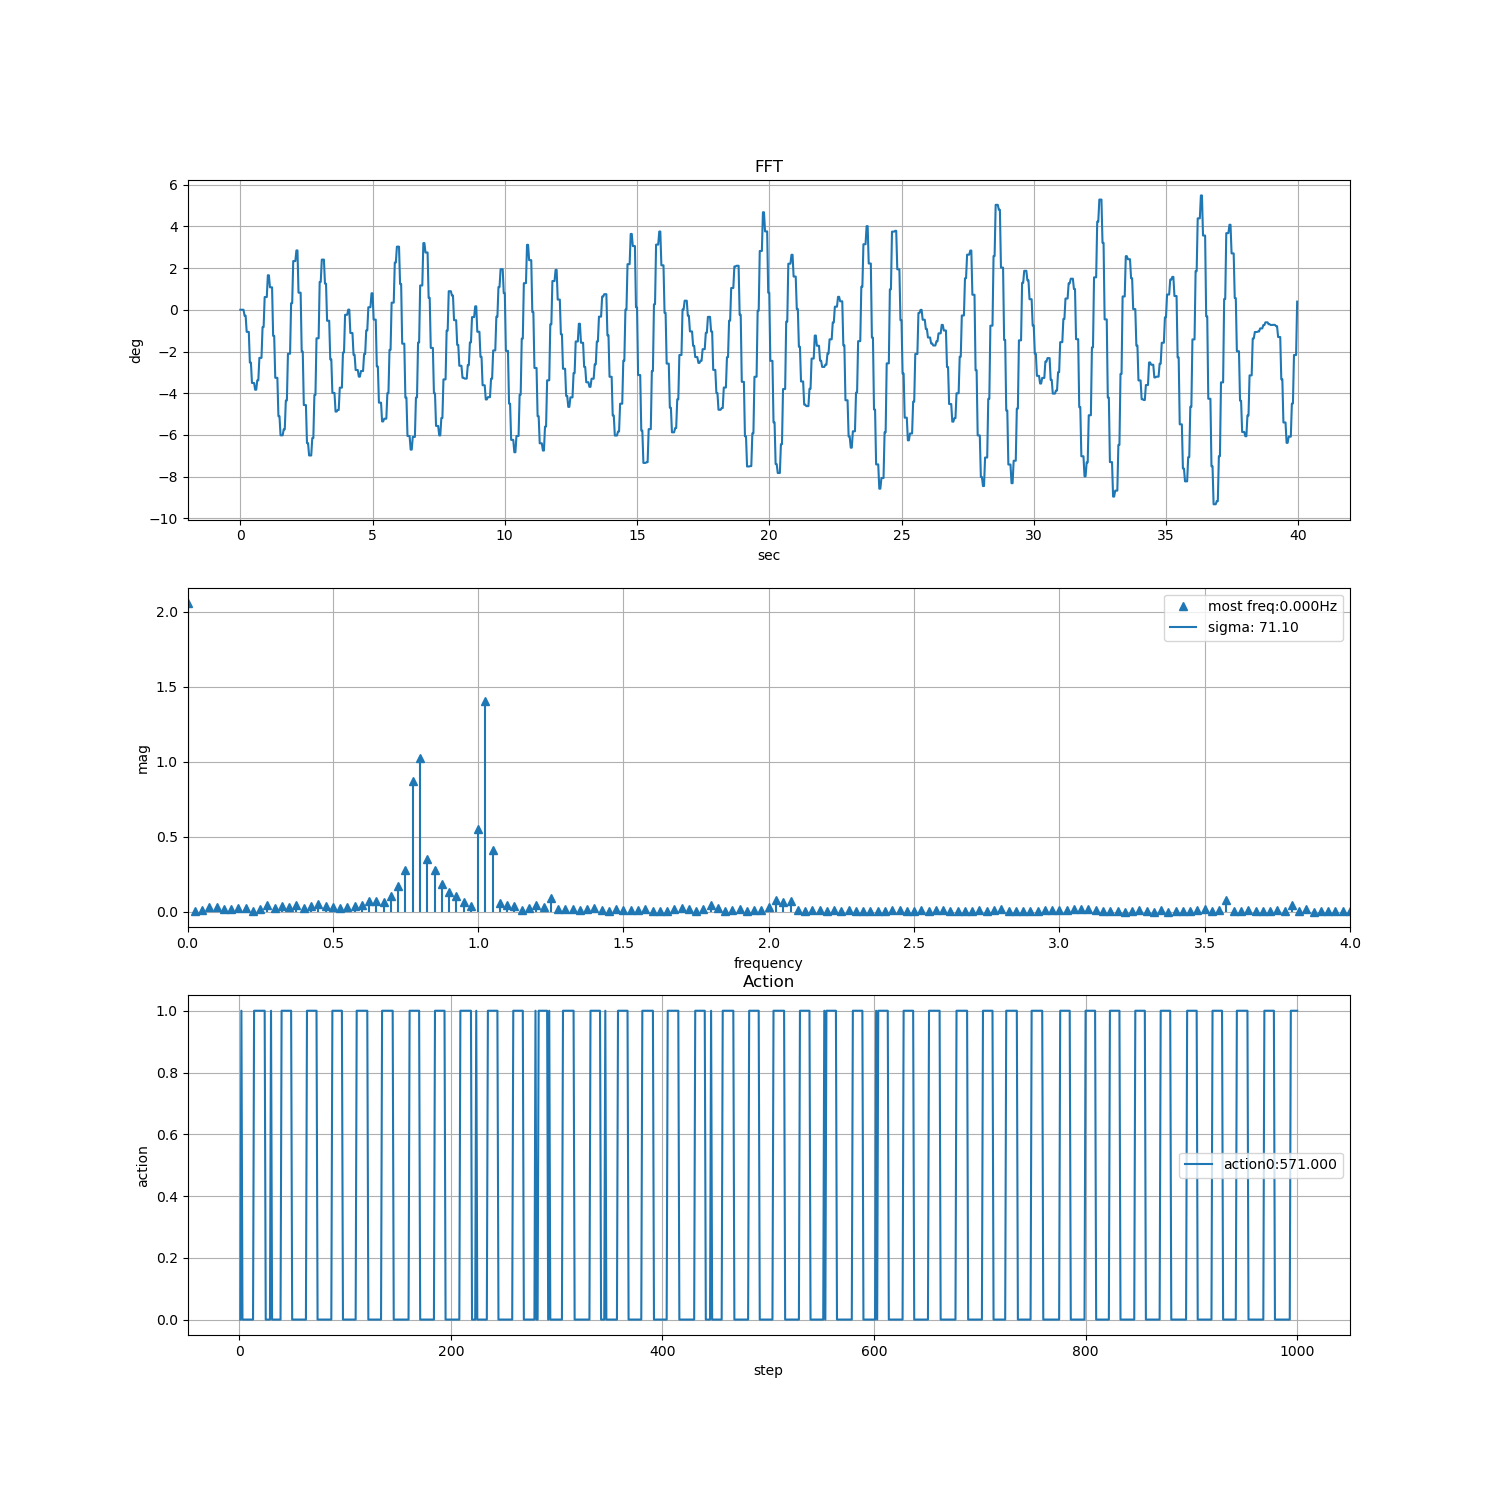 FFT
6
4
2
0
−2
−4
−6
−8
−10
deg
0 5 10 15 20 25 30 35 40
sec
2.0
1.5
1.0
0.5
0.0
mag
most freq:0.000Hz
sigma: 71.10
0.0 0.5 1.0 1.5 2.0 2.5 3.0 3.5 4.0
frequency
Action
1.0
0.8
0.6
0.4
0.2
0.0
action
action0:571.000
0 200 400 600 800 1000
step